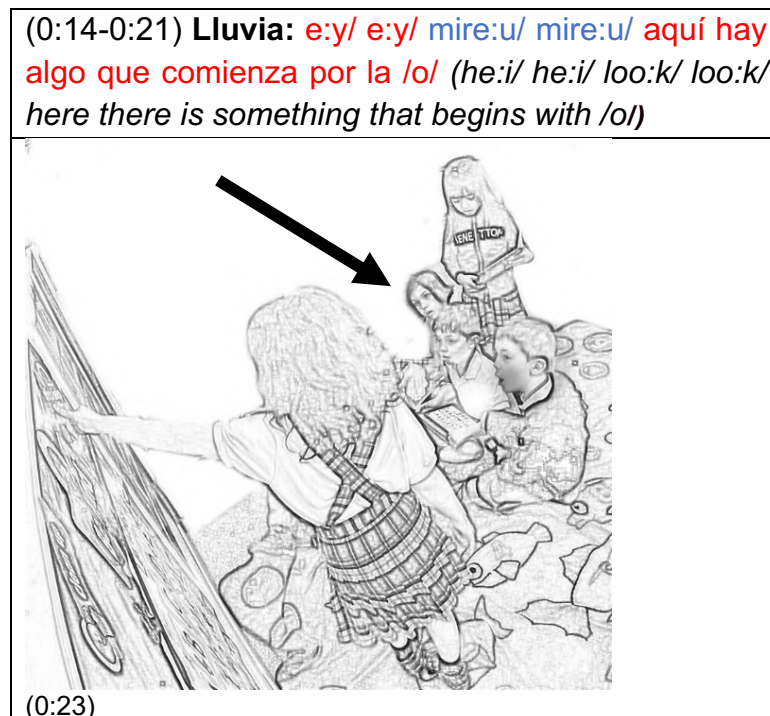 (0:14-0:21) Lluvia: e:y/ e:y/ mire:u/ mire:u/ aquí hay
algo que comienza por la /o/ (he:i/ he:i/ loo:k/ loo:k/
here there is something that begins with /o/)
ENETTON
(0:23)